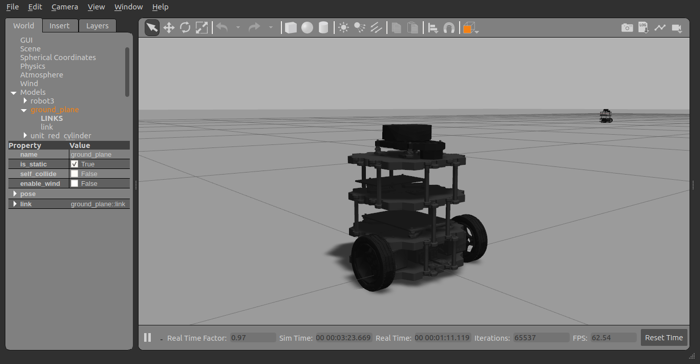 File Edit Camera View Window Help
World Insert Layers
GUI
Scene
Spherical Coordinates
Physics
Atmosphere
Wind
Models
robot3
ground_plane
LINKS
link
unit_red_cylinder
Property Value
name ground_plane
is_static True
self_collide False
enable_wind False
pose
link ground_plane::link
Real Time Factor: 0.97 Sim Time: 00 00:03:23.669 Real Time: 00 00:01:11.119 Iterations: 65537 FPS: 62.54 Reset Time